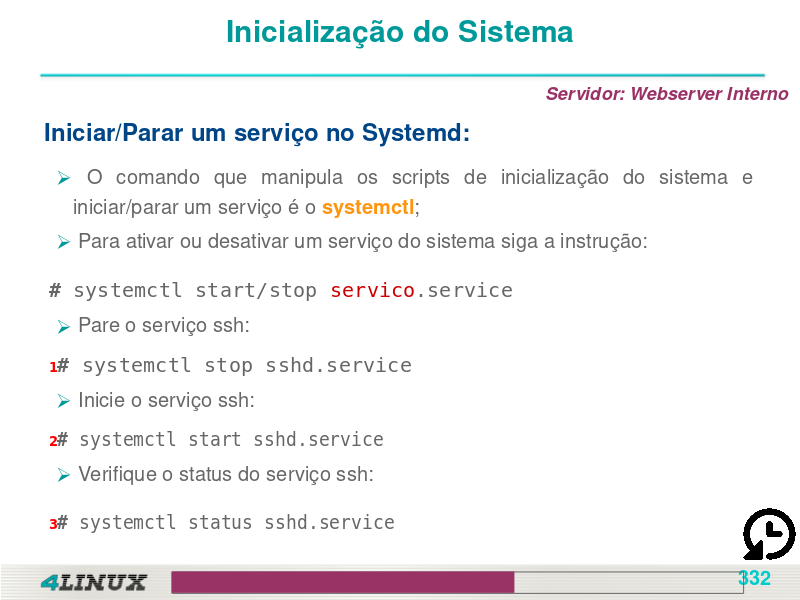 Inicialização do Sistema
Servidor: Webserver Interno
Iniciar/Parar um serviço no Systemd:
O comando que manipula os scripts de inicialização do sistema e
iniciar/parar um serviço é o systemctl;
Para ativar ou desativar um serviço do sistema siga a instrução:
# systemctl start/stop servico.service
Pare o serviço ssh:
1# systemctl stop sshd.service
Inicie o serviço ssh:
2# systemctl start sshd.service
Verifique o status do serviço ssh:
3# systemctl status sshd.service
4LINUX
332